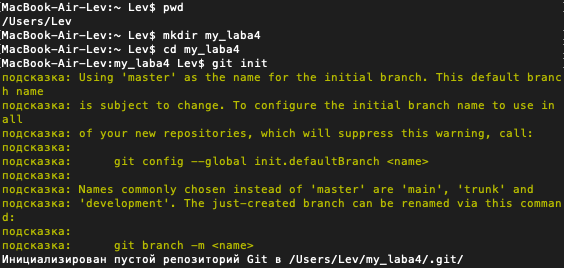 MacBook-Air-Lev:~ Lev$ pwd
/Users/Lev
MacBook-Air-Lev:~ Lev$ mkdir my_laba4
MacBook-Air-Lev:~ Lev$ cd my_laba4
MacBook-Air-Lev:my_laba4 Lev$ git init
подсказка: Using 'master' as the name for the initial branch. This default branc
h name
подсказка: is subject to change. To configure the initial branch name to use in
all
подсказка: of your new repositories, which will suppress this warning, call:
подсказка:
подсказка:      git config --global init.defaultBranch <name>
подсказка:
подсказка: Names commonly chosen instead of 'master' are 'main', 'trunk' and
подсказка: 'development'. The just-created branch can be renamed via this comman
d:
подсказка:
подсказка:      git branch -m <name>
Инициализирован пустой репозиторий Git в /Users/Lev/my_laba4/.git/